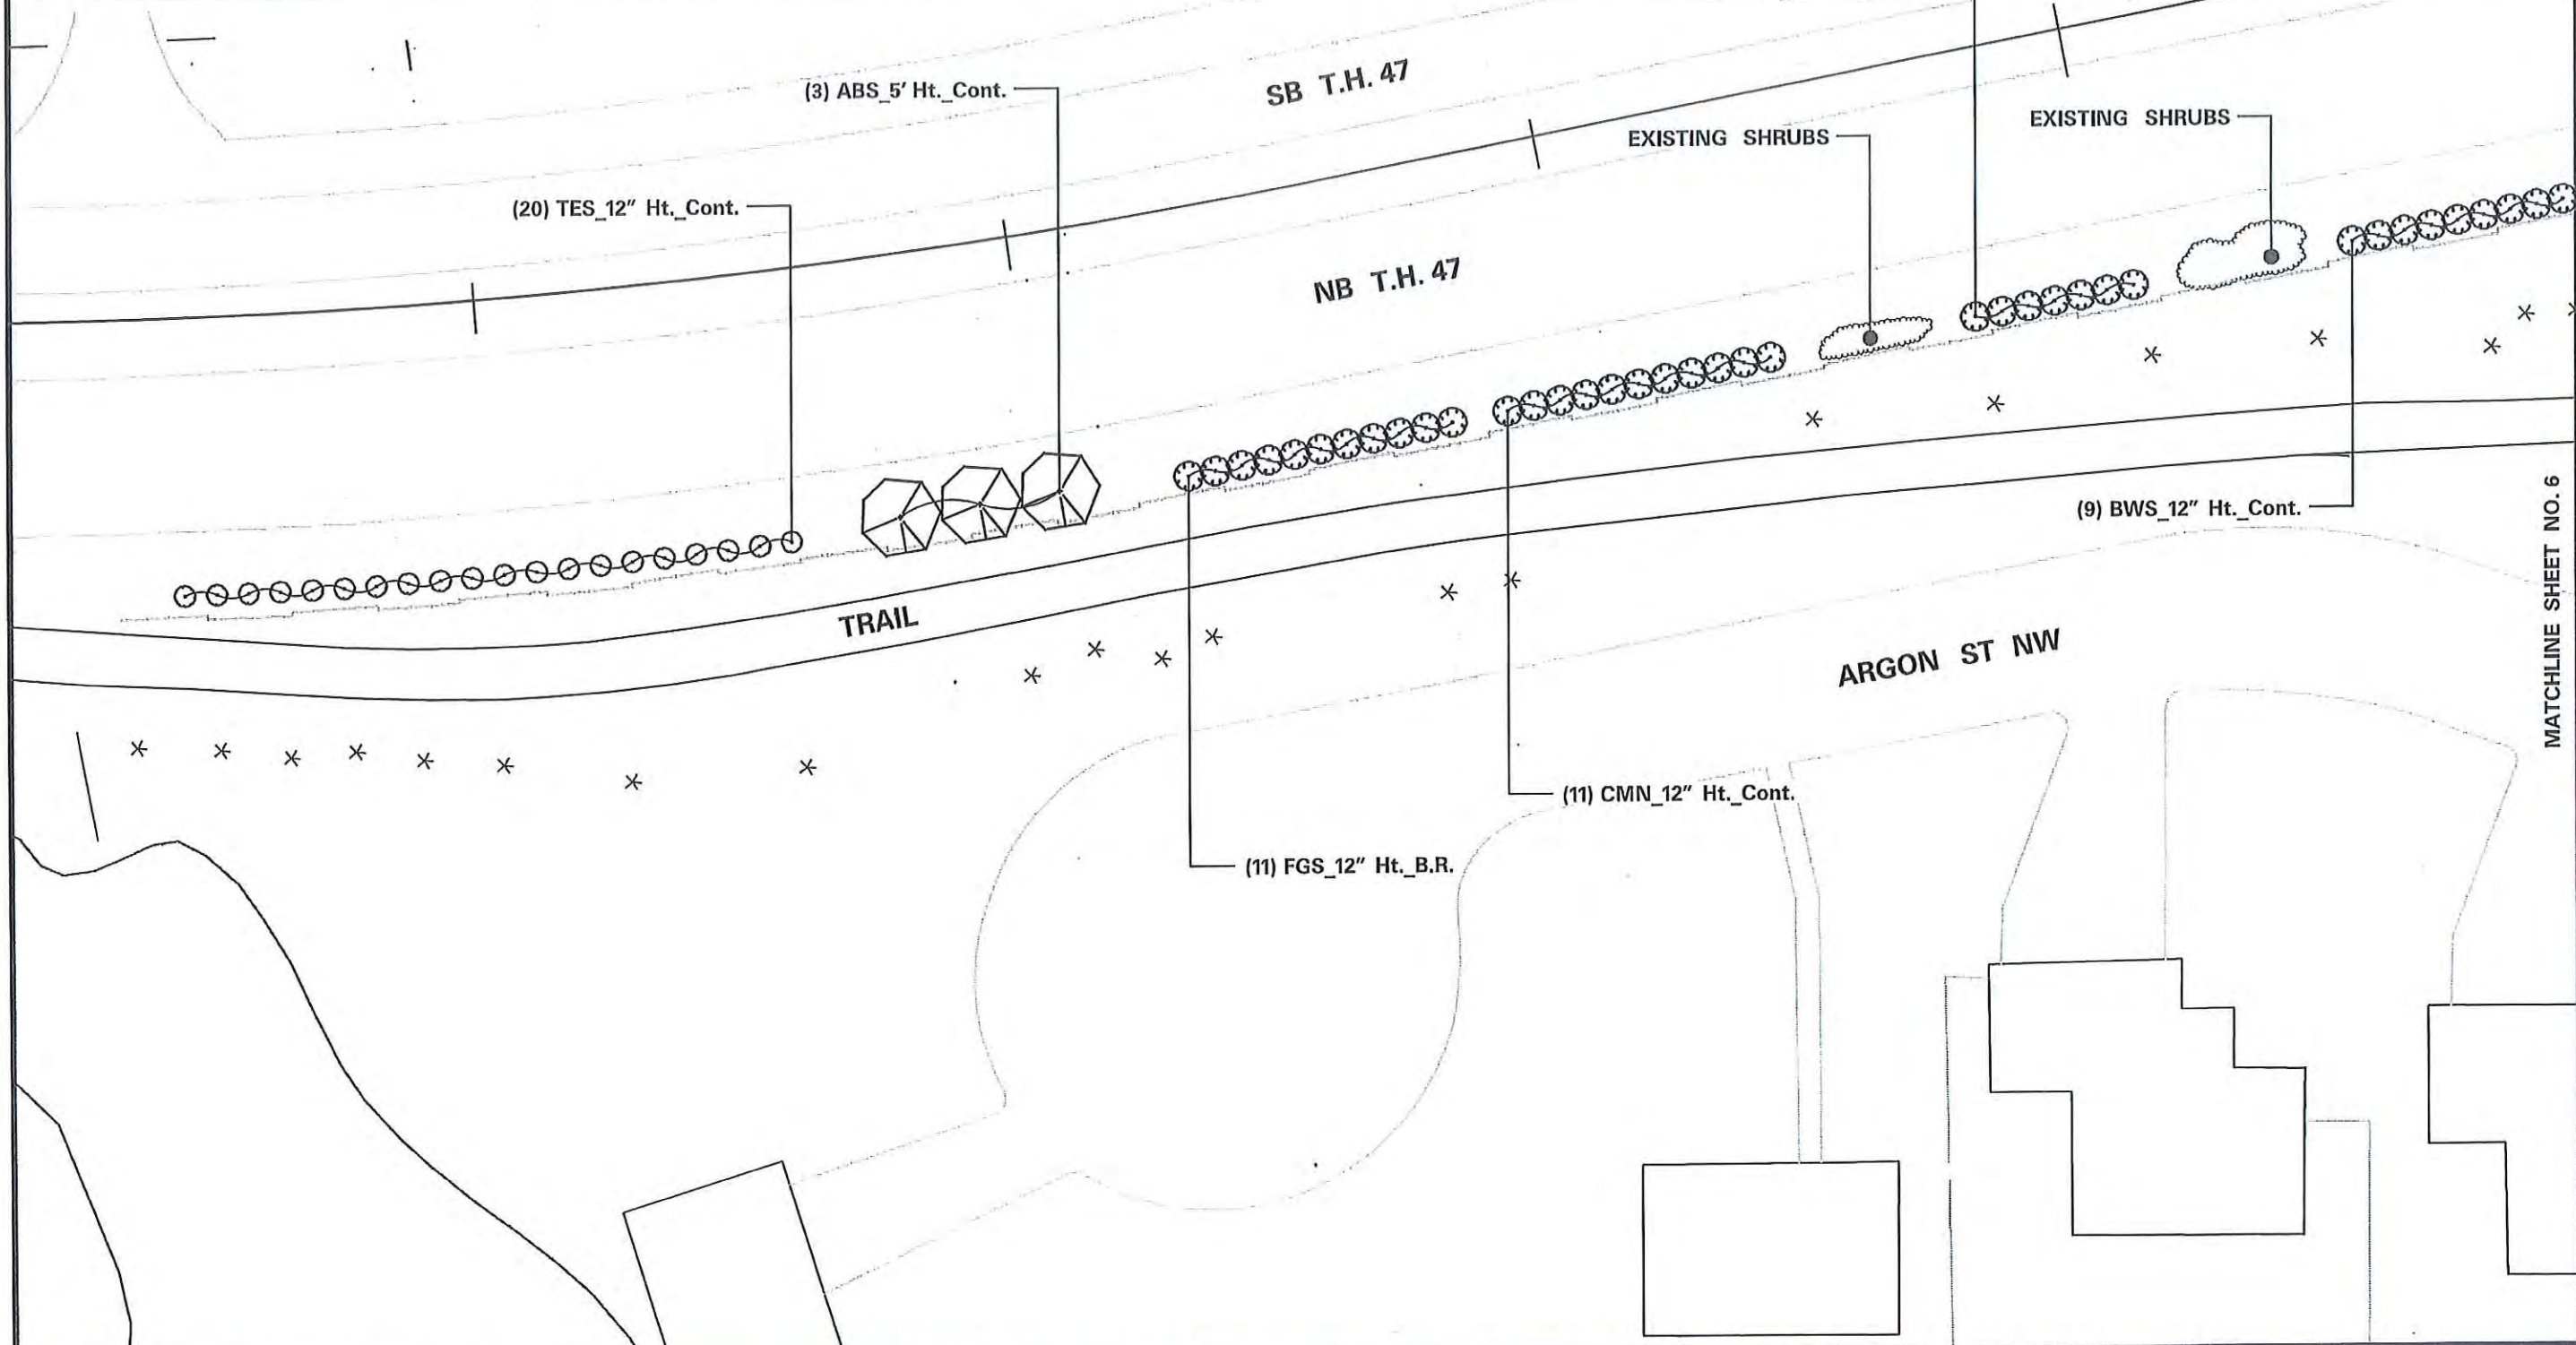 (3) ABS_5' Ht._Cont.
SB T.H. 47
EXISTING SHRUBS
EXISTING SHRUBS
(20) TES_12" Ht._Cont.
NB T.H. 47
(9) BWS_12" Ht._Cont.
MATCHLINE SHEET NO. 6
TRAIL
ARGON ST NW
(11) CMN_12" Ht._Cont.
(11) FGS_12" Ht._B.R.